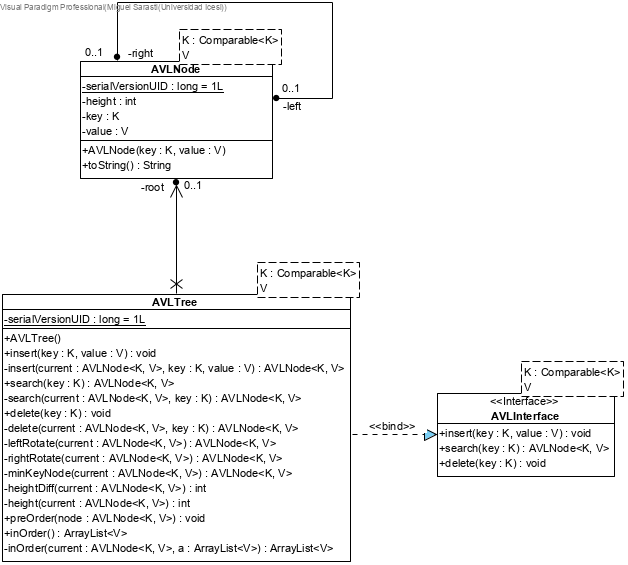 Visual Paradigm Professional(Miguel Sarasti(Universidad Icesi))
K : Comparable<K>
V
0..1
-right
AVLNode
-serialVersionUID : long = 1L
-height : int
-key : K
-value : V
+AVLNode(key : K, value : V)
+toString() : String
0..1
-left
-root
0..1
K : Comparable<K>
V
AVLTree
-serialVersionUID : long = 1L
+AVLTree()
+insert(key : K, value : V) : void
-insert(current : AVLNode<K, V>, key : K, value : V) : AVLNode<K, V>
+search(key : K) : AVLNode<K, V>
-search(current : AVLNode<K, V>, key : K) : AVLNode<K, V>
+delete(key : K) : void
-delete(current : AVLNode<K, V>, key : K) : AVLNode<K, V>
-leftRotate(current : AVLNode<K, V>) : AVLNode<K, V>
-rightRotate(current : AVLNode<K, V>) : AVLNode<K, V>
-minKeyNode(current : AVLNode<K, V>) : AVLNode<K, V>
-heightDiff(current : AVLNode<K, V>) : int
-height(current : AVLNode<K, V>) : int
+preOrder(node : AVLNode<K, V>) : void
+inOrder() : ArrayList<V>
-inOrder(current : AVLNode<K, V>, a : ArrayList<V>) : ArrayList<V>
<<bind>>
K : Comparable<K>
V
<<Interface>>
AVLInterface
+insert(key : K, value : V) : void
+search(key : K) : AVLNode<K, V>
+delete(key : K) : void